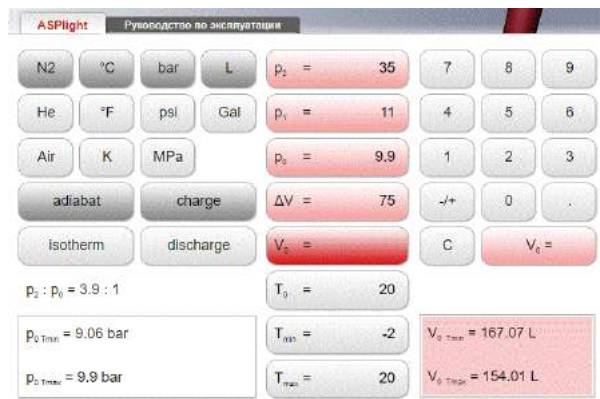 ASPlight Руководство по эксплуатации
N2 °C bar L p₂ = 35 7 8 9
He °F psi Gal p₁ = 11 4 5 6
Air K MPa p₀ = 9.9 1 2 3
adiabat charge ΔV = 75 -/+ 0 .
isotherm discharge V₀ = C V₀ =
p₂ : p₀ = 3.9 : 1 T₀ = 20
p₀ Tmin = 9.06 bar Tmin = -2 V₀ Tmin = 167.07 L
p₀ Tmax = 9.9 bar Tmax = 20 V₀ Tmax = 154.01 L